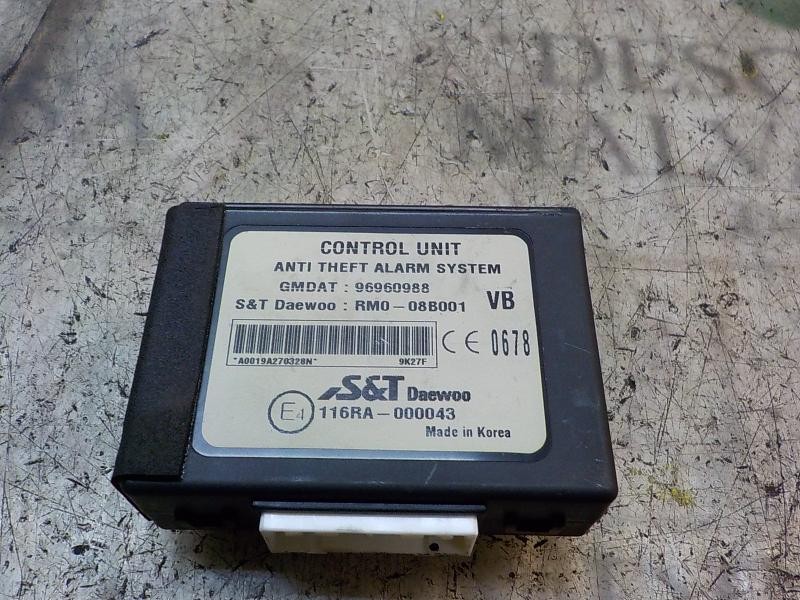 CONTROL UNIT
ANTI THEFT ALARM SYSTEM
GMDAT : 96960988
S&T Daewoo : RM0-08B001 VB
*A0019A270328N* 9K27F
CE 0678
S&T Daewoo
E4 116RA-000043
Made in Korea